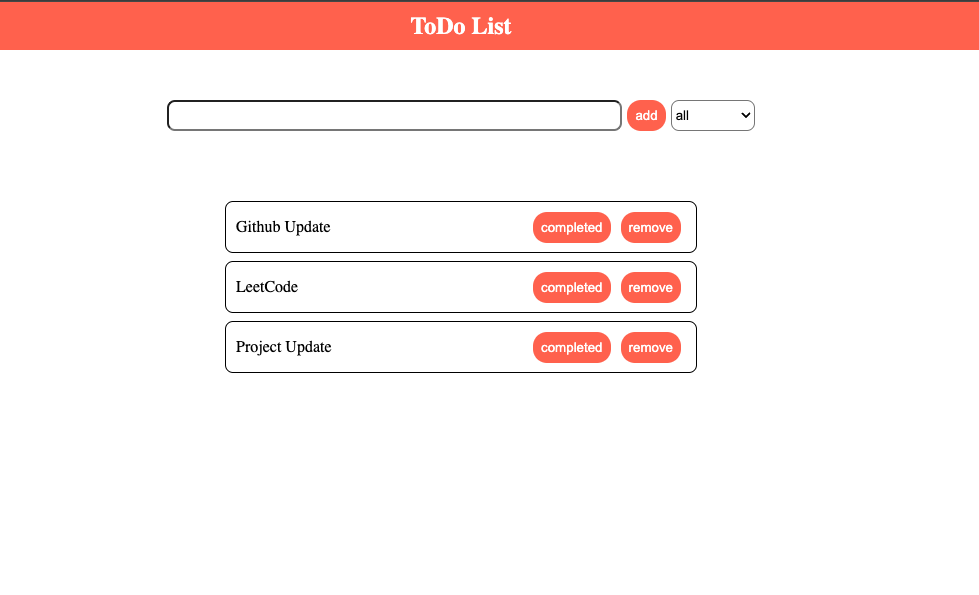 ToDo List
add all
Github Update completed remove
LeetCode completed remove
Project Update completed remove